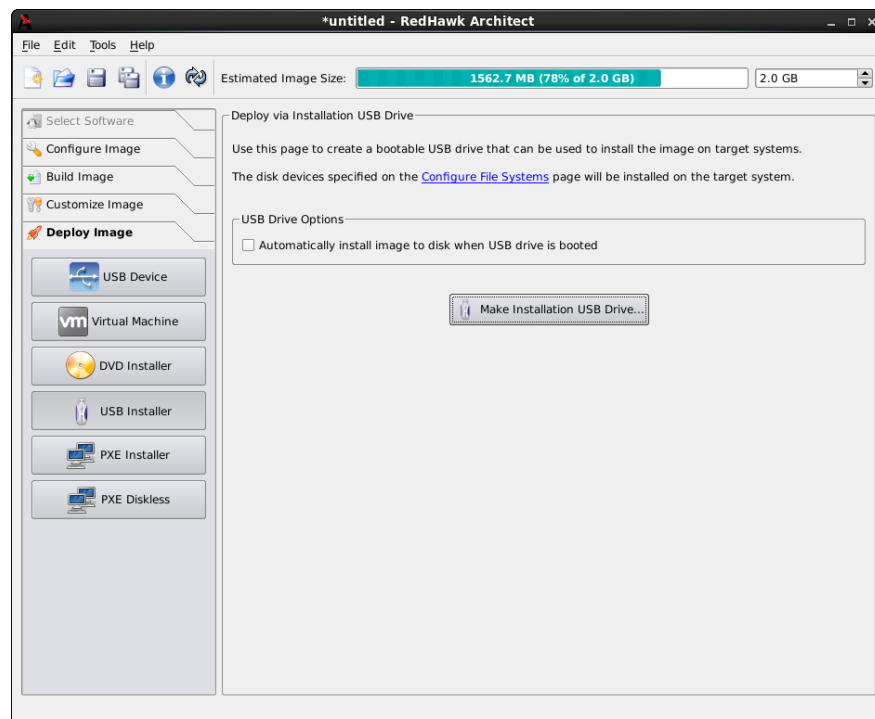 *untitled - RedHawk Architect
File Edit Tools Help
Estimated Image Size: 1562.7 MB (78% of 2.0 GB) 2.0 GB
Select Software
Configure Image
Build Image
Customize Image
Deploy Image
USB Device
vm Virtual Machine
DVD Installer
USB Installer
PXE Installer
PXE Diskless
Deploy via Installation USB Drive
Use this page to create a bootable USB drive that can be used to install the image on target systems.
The disk devices specified on the Configure File Systems page will be installed on the target system.
USB Drive Options
Automatically install image to disk when USB drive is booted
Make Installation USB Drive...